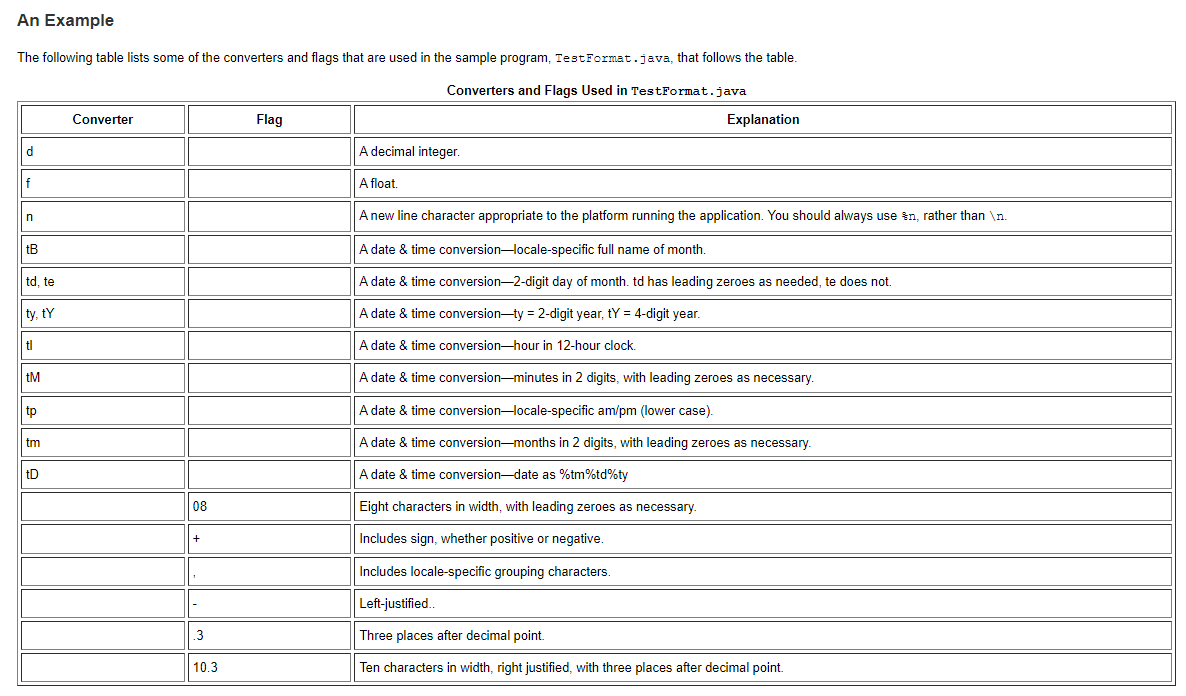 An Example
The following table lists some of the converters and flags that are used in the sample program, TestFormat.java, that follows the table.
Converters and Flags Used in TestFormat.java
Converter Flag Explanation
d A decimal integer.
f A float.
n A new line character appropriate to the platform running the application. You should always use %n, rather than \n.
tB A date & time conversion—locale-specific full name of month.
td, te A date & time conversion—2-digit day of month. td has leading zeroes as needed, te does not.
ty, tY A date & time conversion—ty = 2-digit year, tY = 4-digit year.
tl A date & time conversion—hour in 12-hour clock.
tM A date & time conversion—minutes in 2 digits, with leading zeroes as necessary.
tp A date & time conversion—locale-specific am/pm (lower case).
tm A date & time conversion—months in 2 digits, with leading zeroes as necessary.
tD A date & time conversion—date as %tm%td%ty
08 Eight characters in width, with leading zeroes as necessary.
+ Includes sign, whether positive or negative.
, Includes locale-specific grouping characters.
- Left-justified..
.3 Three places after decimal point.
10.3 Ten characters in width, right justified, with three places after decimal point.